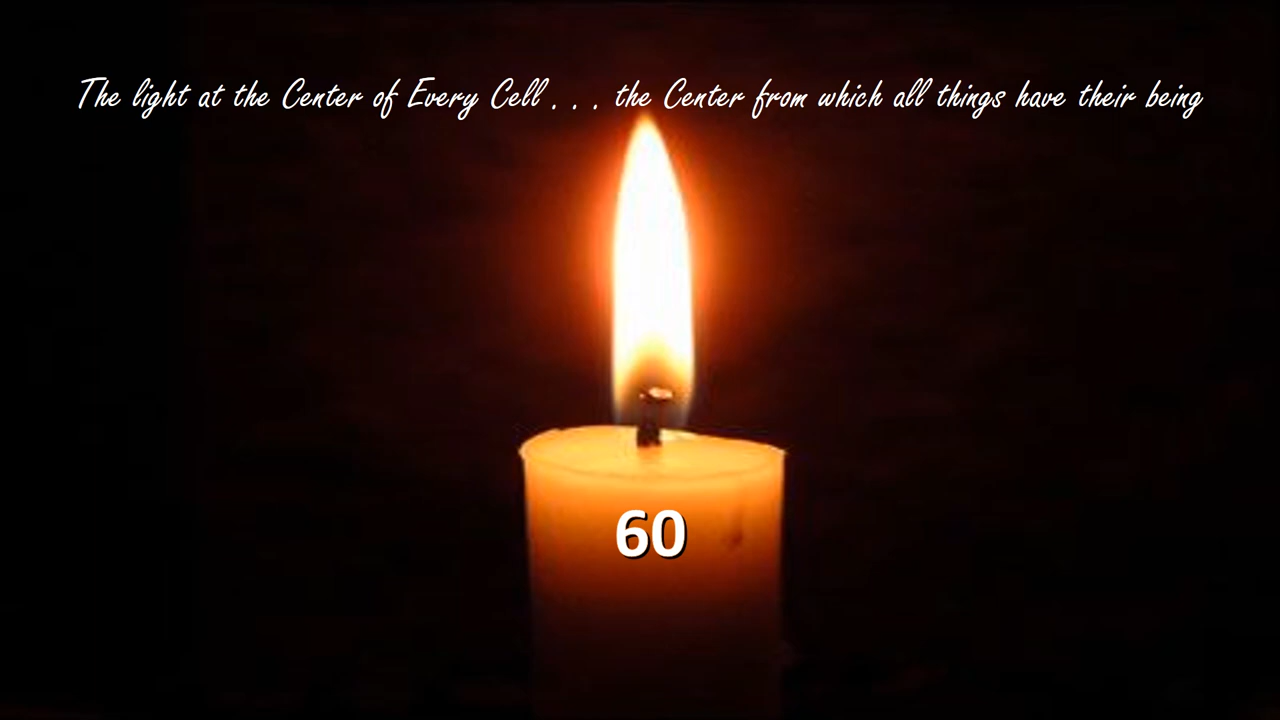 The light at the Center of Every Cell . . . the Center from which all things have their being
60